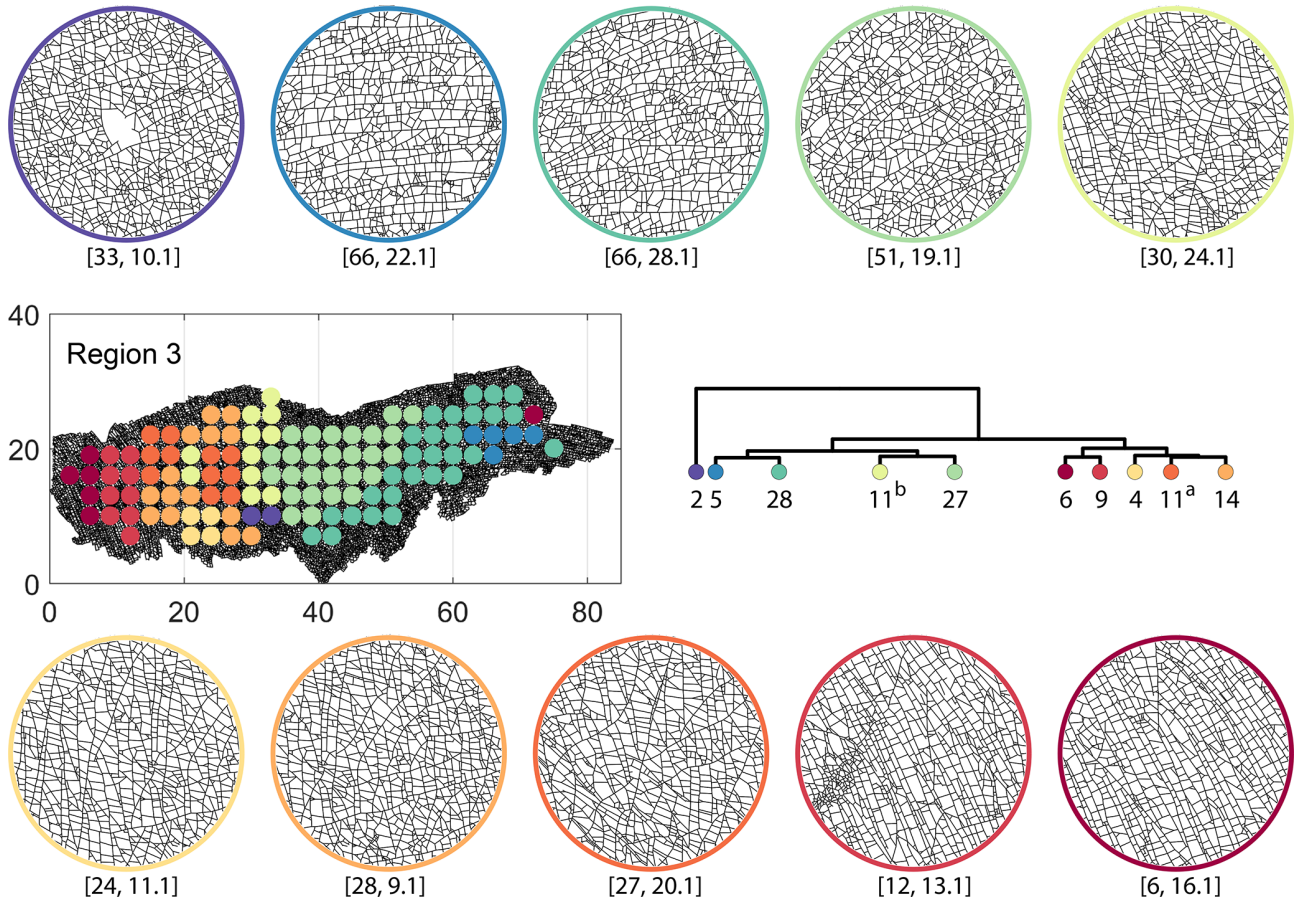 [33, 10.1] [66, 22.1] [66, 28.1] [51, 19.1] [30, 24.1]
40
Region 3
20
0
0 20 40 60 80
2 5 28 11b 27 6 9 4 11a 14
[24, 11.1] [28, 9.1] [27, 20.1] [12, 13.1] [6, 16.1]